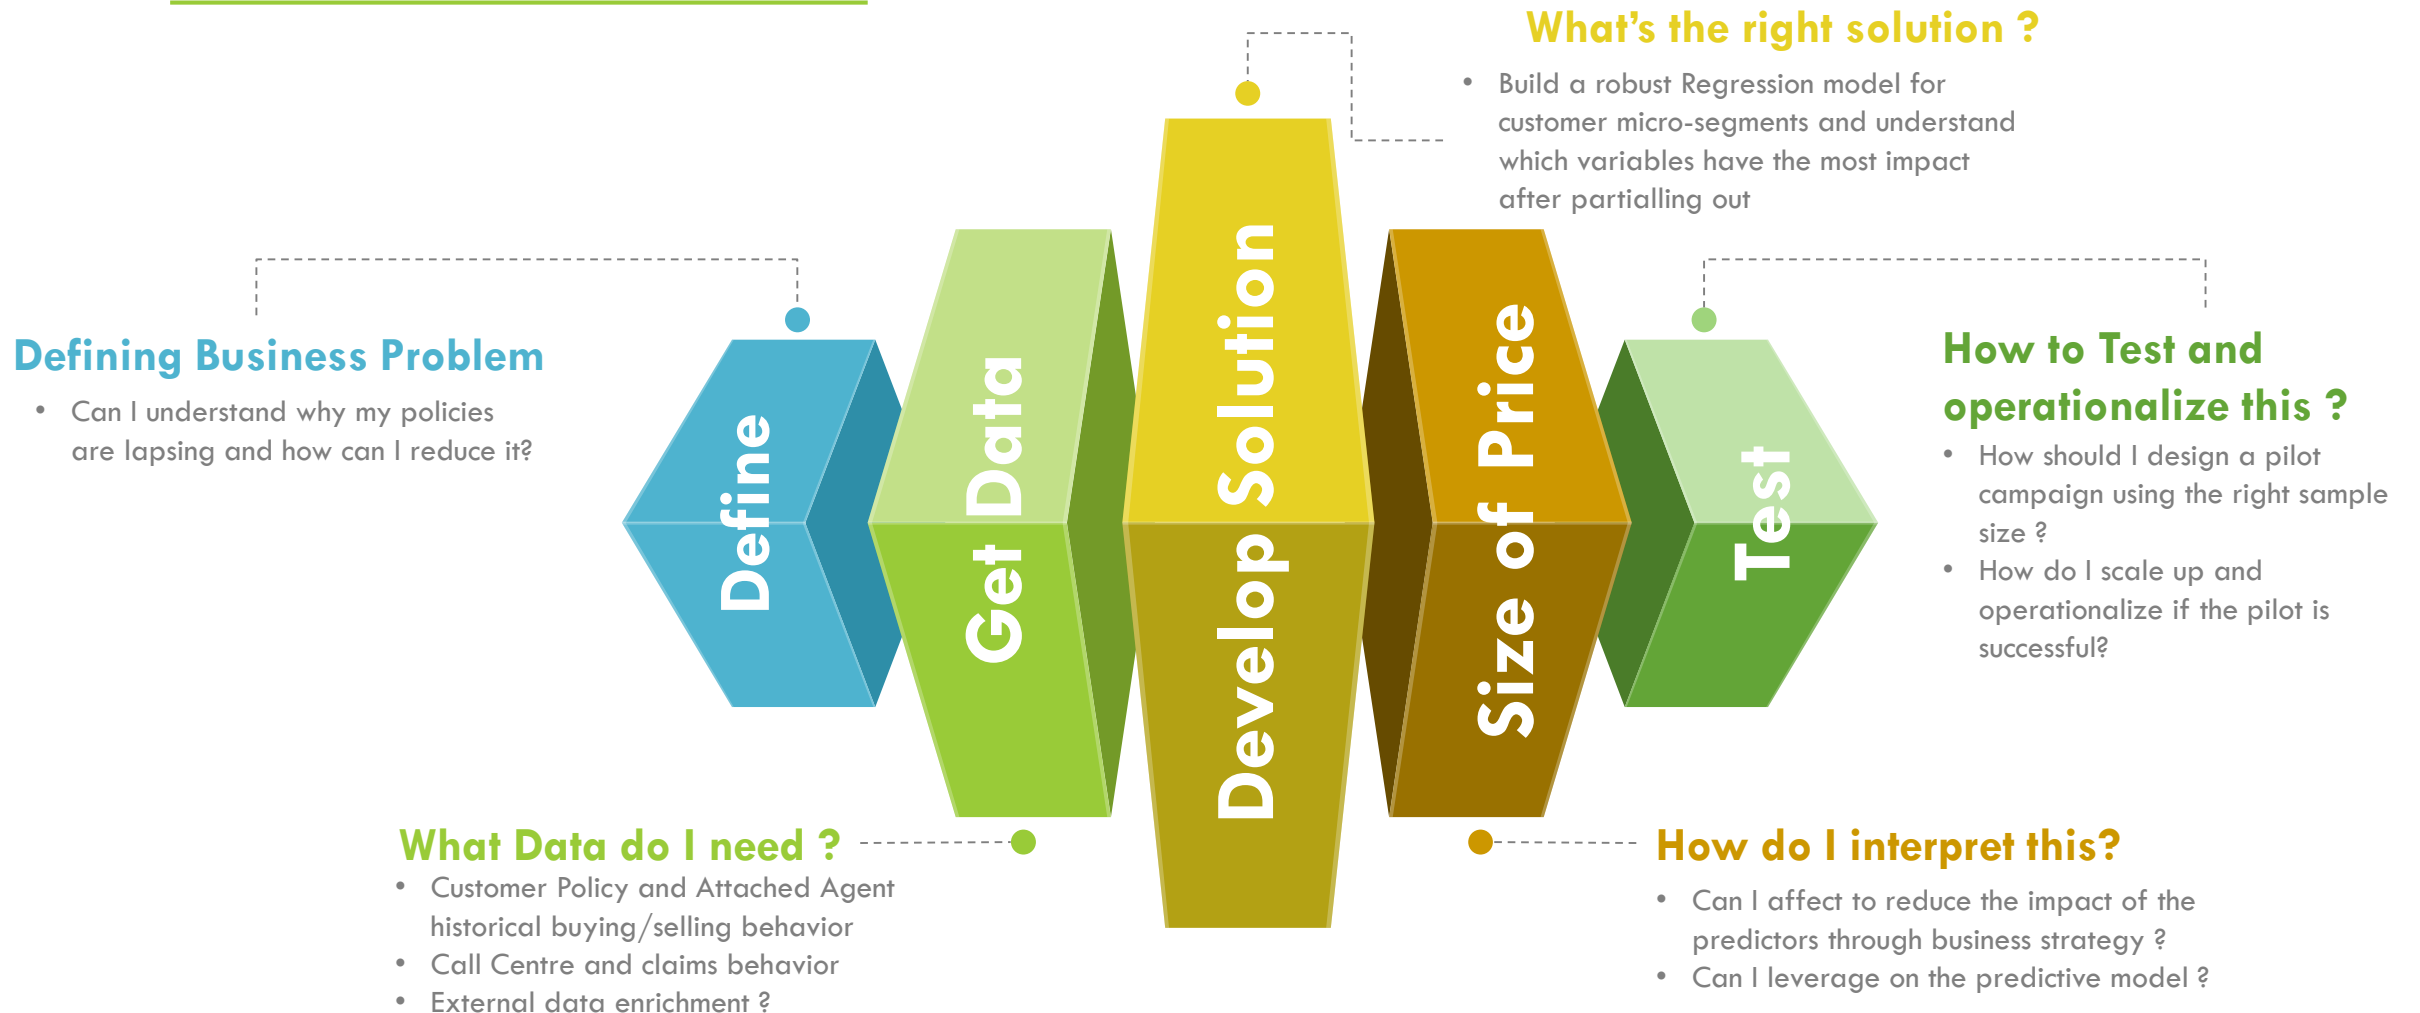 What's the right solution ?
• Build a robust Regression model for
customer micro-segments and understand
which variables have the most impact
after partialling out
Defining Business Problem
• Can I understand why my policies
are lapsing and how can I reduce it?
Define
Get Data
Develop Solution
Size of Price
Test
How to Test and
operationalize this ?
• How should I design a pilot
campaign using the right sample
size ?
• How do I scale up and
operationalize if the pilot is
successful?
What Data do I need ?
• Customer Policy and Attached Agent
historical buying/selling behavior
• Call Centre and claims behavior
• External data enrichment ?
How do I interpret this?
• Can I affect to reduce the impact of the
predictors through business strategy ?
• Can I leverage on the predictive model ?